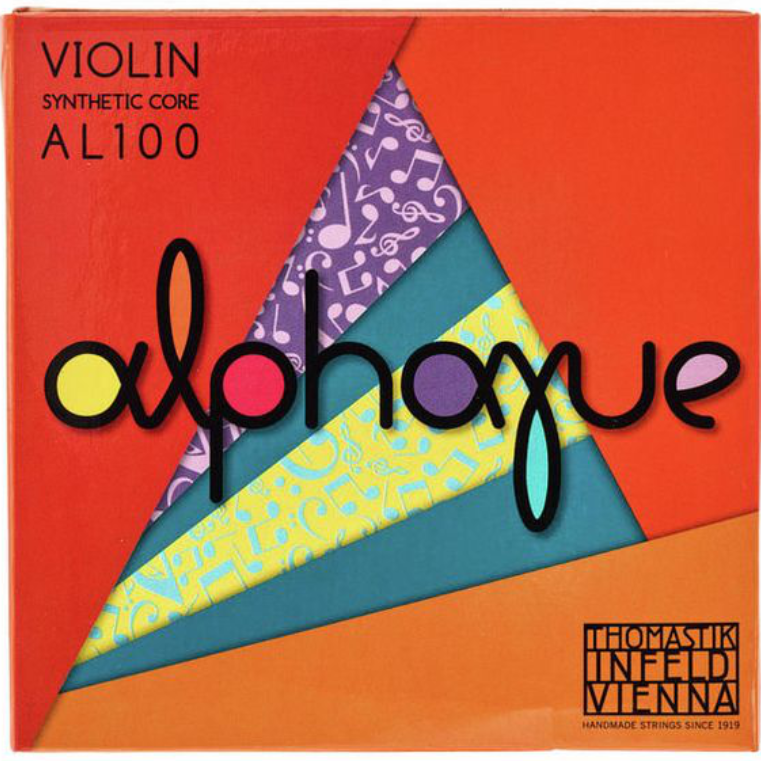 VIOLIN
SYNTHETIC CORE
AL100
alphayue
THOMASTIK
INFELD
VIENNA
HANDMADE STRINGS SINCE 1919